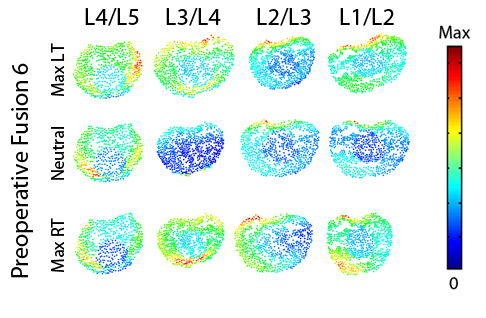 L4/L5 L3/L4 L2/L3 L1/L2
Max
Preoperative Fusion 6
Max LT
Neutral
Max RT
0